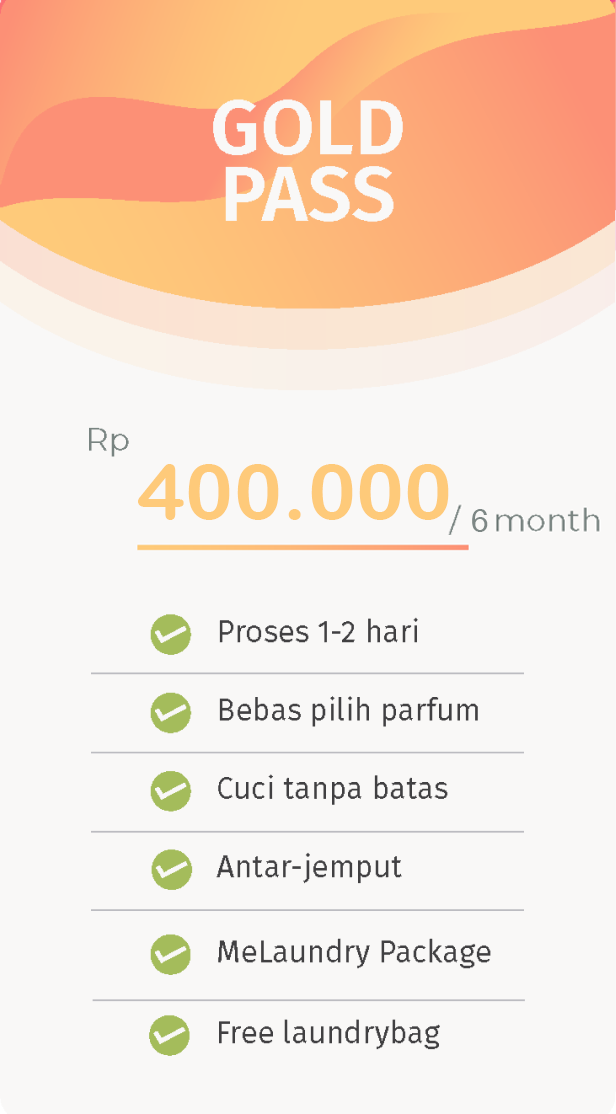 GOLD
PASS
Rp
400.000
/ 6 month
Proses 1-2 hari
Bebas pilih parfum
Cuci tanpa batas
Antar-jemput
MeLaundry Package
Free laundrybag